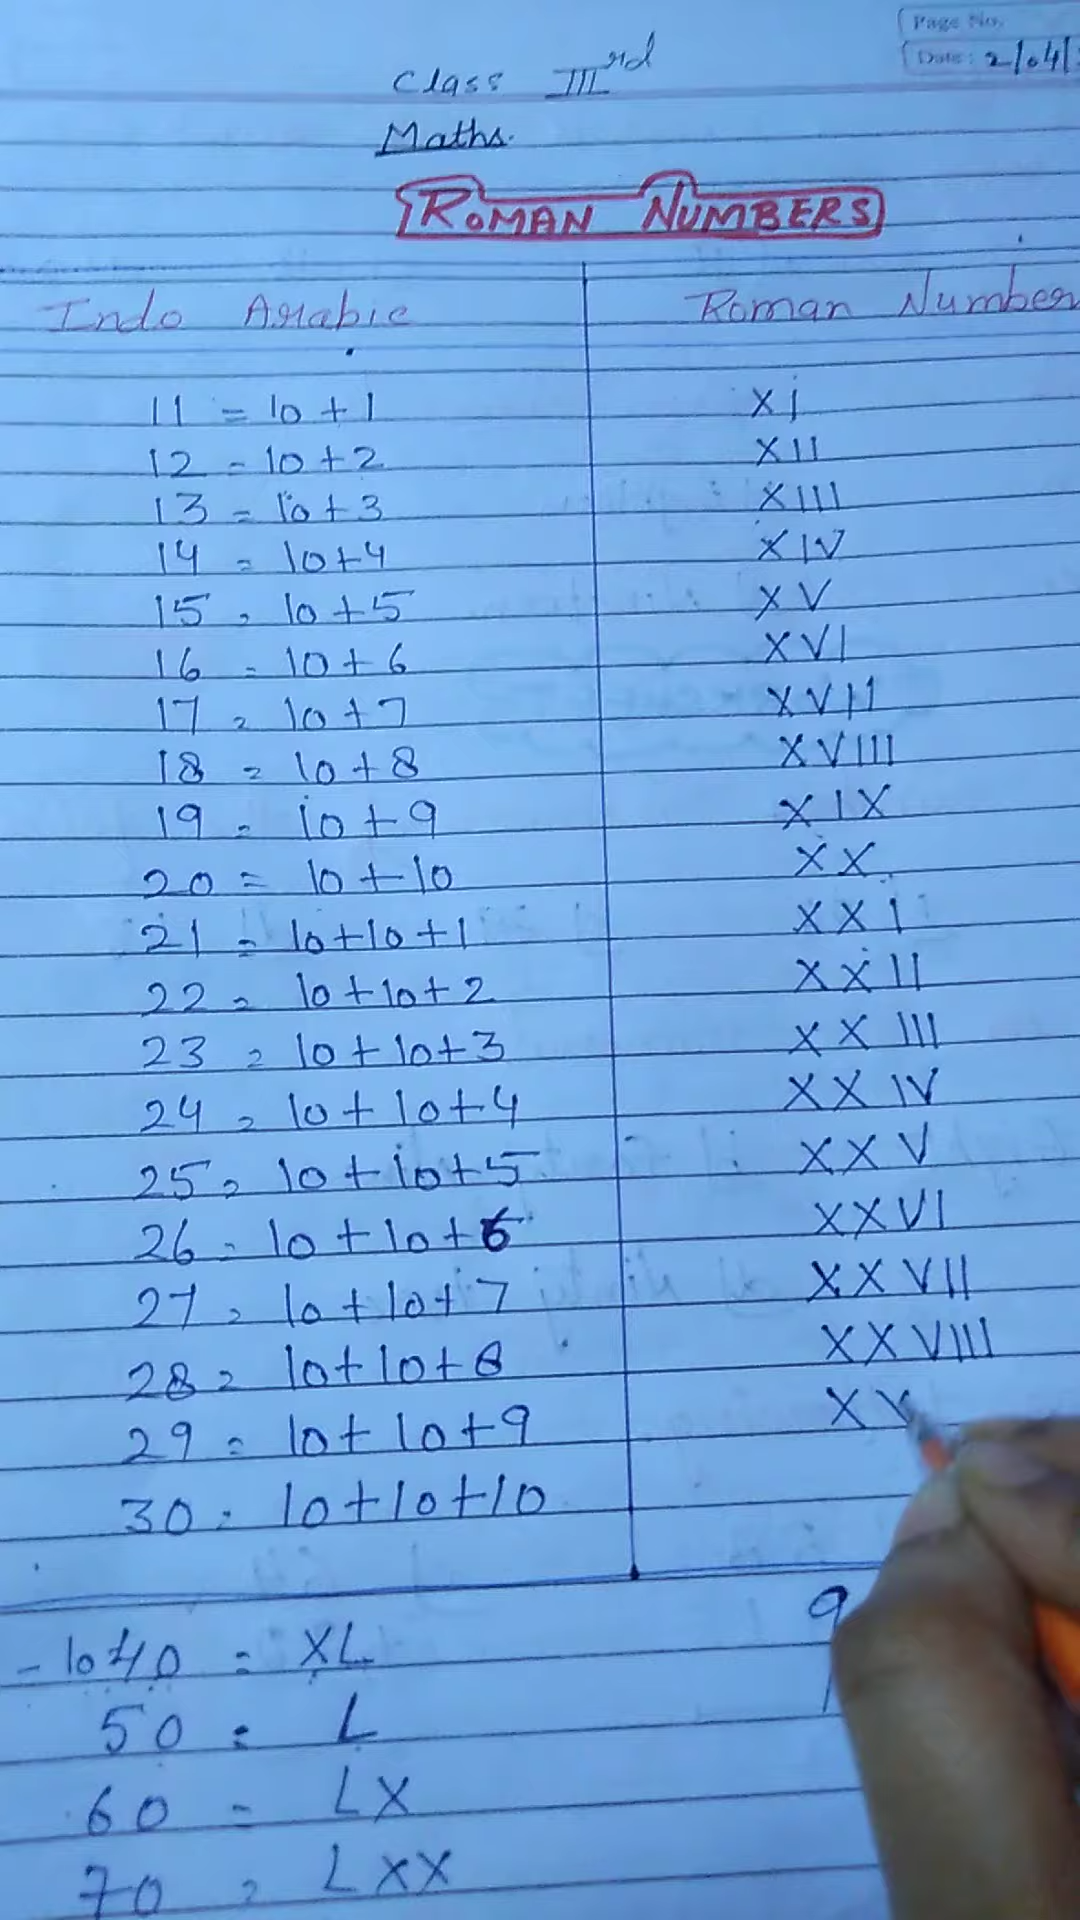 Page No.
Date: 2/04/
Class IIIrd
Maths.
ROMAN NUMBERS
Indo Arabic Roman Number
11 = 10+1 XI
12 = 10+2 XII
13 = 10+3 XIII
14 = 10+4 XIV
15 = 10+5 XV
16 = 10+6 XVI
17 = 10+7 XVII
18 = 10+8 XVIII
19 = 10+9 XIX
20 = 10+10 XX
21 = 10+10+1 XXI
22 = 10+10+2 XXII
23 = 10+10+3 XXIII
24 = 10+10+4 XXIV
25 = 10+10+5 XXV
26 = 10+10+6 XXVI
27 = 10+10+7 XXVII
28 = 10+10+8 XXVIII
29 = 10+10+9 XX
30 = 10+10+10
9
-10 40 = XL
50 = L
60 = LX
70 = LXX